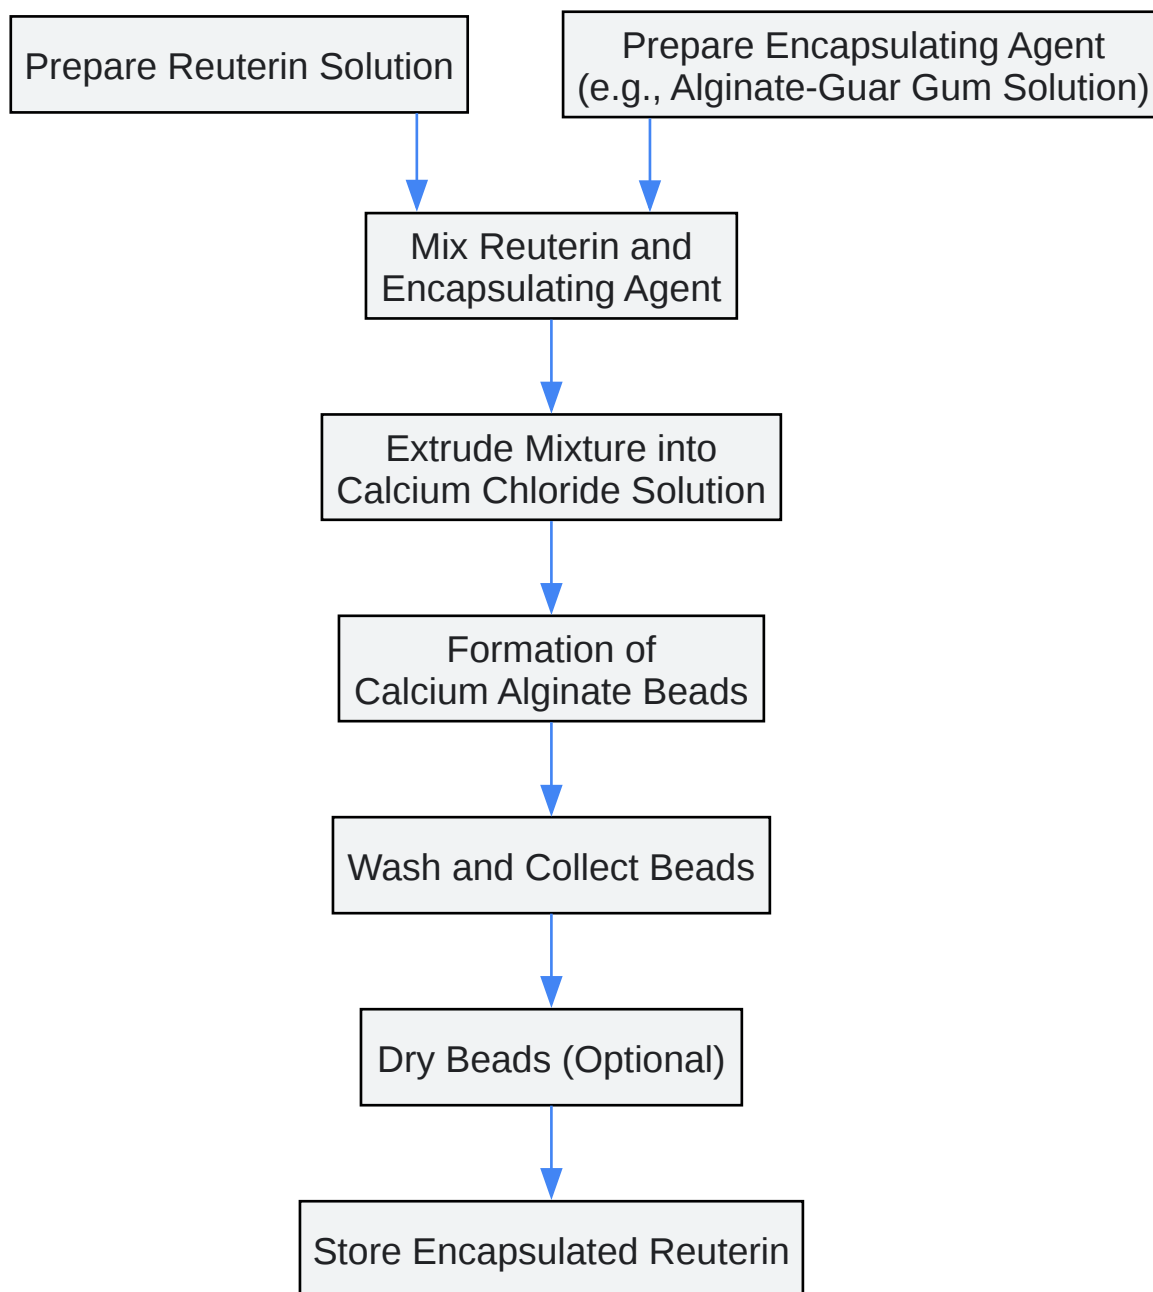 Prepare Reuterin Solution
Prepare Encapsulating Agent
(e.g., Alginate-Guar Gum Solution)
Mix Reuterin and
Encapsulating Agent
Extrude Mixture into
Calcium Chloride Solution
Formation of
Calcium Alginate Beads
Wash and Collect Beads
Dry Beads (Optional)
Store Encapsulated Reuterin